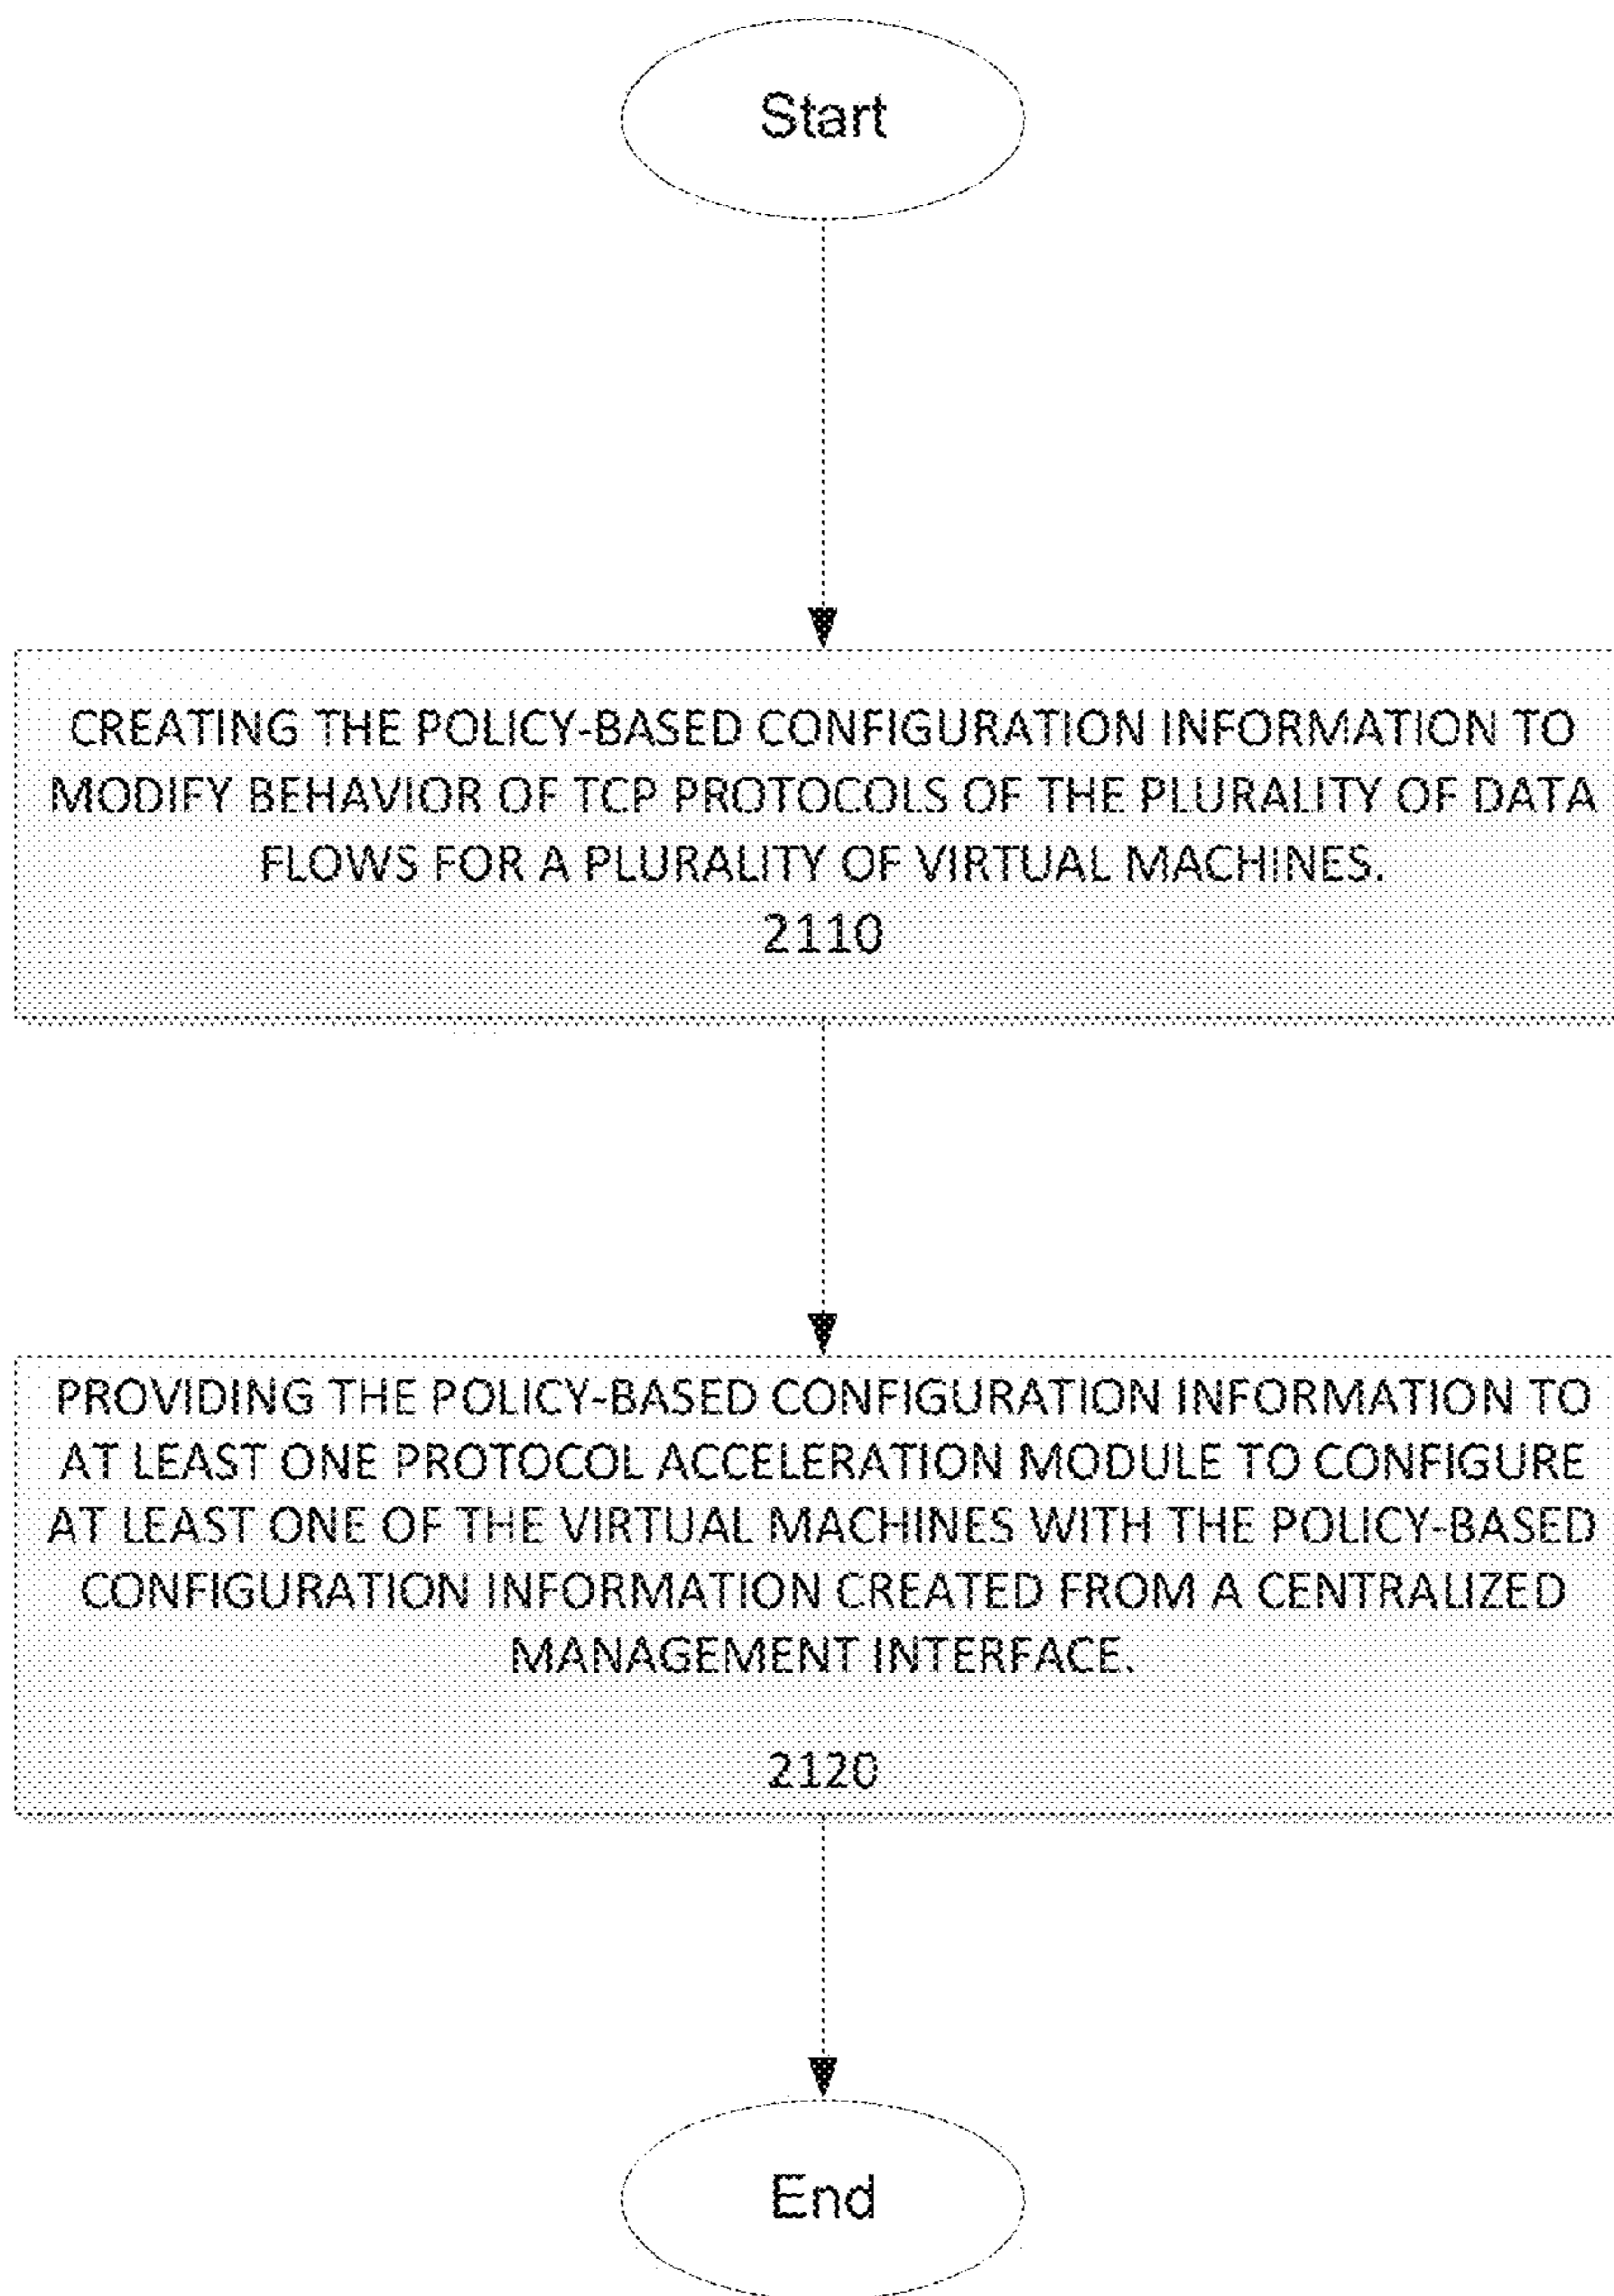 Start
CREATING THE POLICY-BASED CONFIGURATION INFORMATION TO
MODIFY BEHAVIOR OF TCP PROTOCOLS OF THE PLURALITY OF DATA
FLOWS FOR A PLURALITY OF VIRTUAL MACHINES.
2110
PROVIDING THE POLICY-BASED CONFIGURATION INFORMATION TO
AT LEAST ONE PROTOCOL ACCELERATION MODULE TO CONFIGURE
AT LEAST ONE OF THE VIRTUAL MACHINES WITH THE POLICY-BASED
CONFIGURATION INFORMATION CREATED FROM A CENTRALIZED
MANAGEMENT INTERFACE.
2120
End